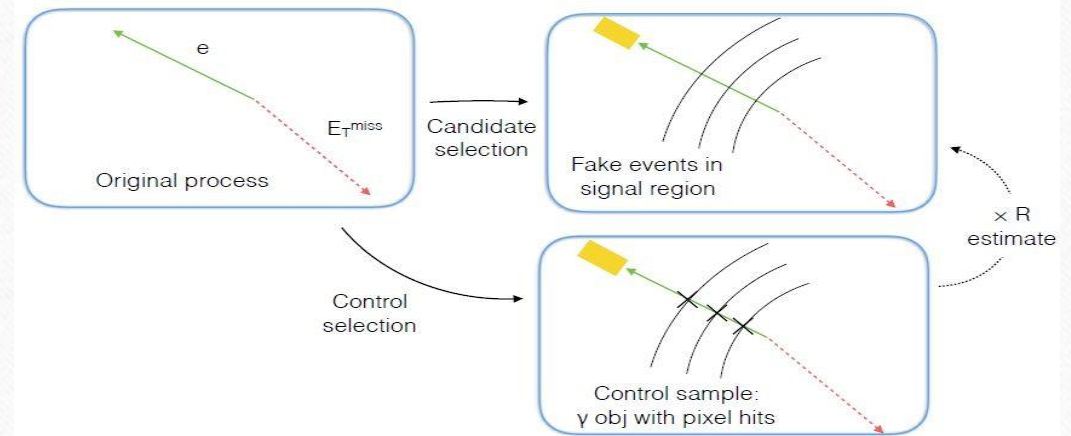 e
E_T^miss
Original process
Candidate
selection
Fake events in
signal region
× R
estimate
Control
selection
Control sample:
γ obj with pixel hits